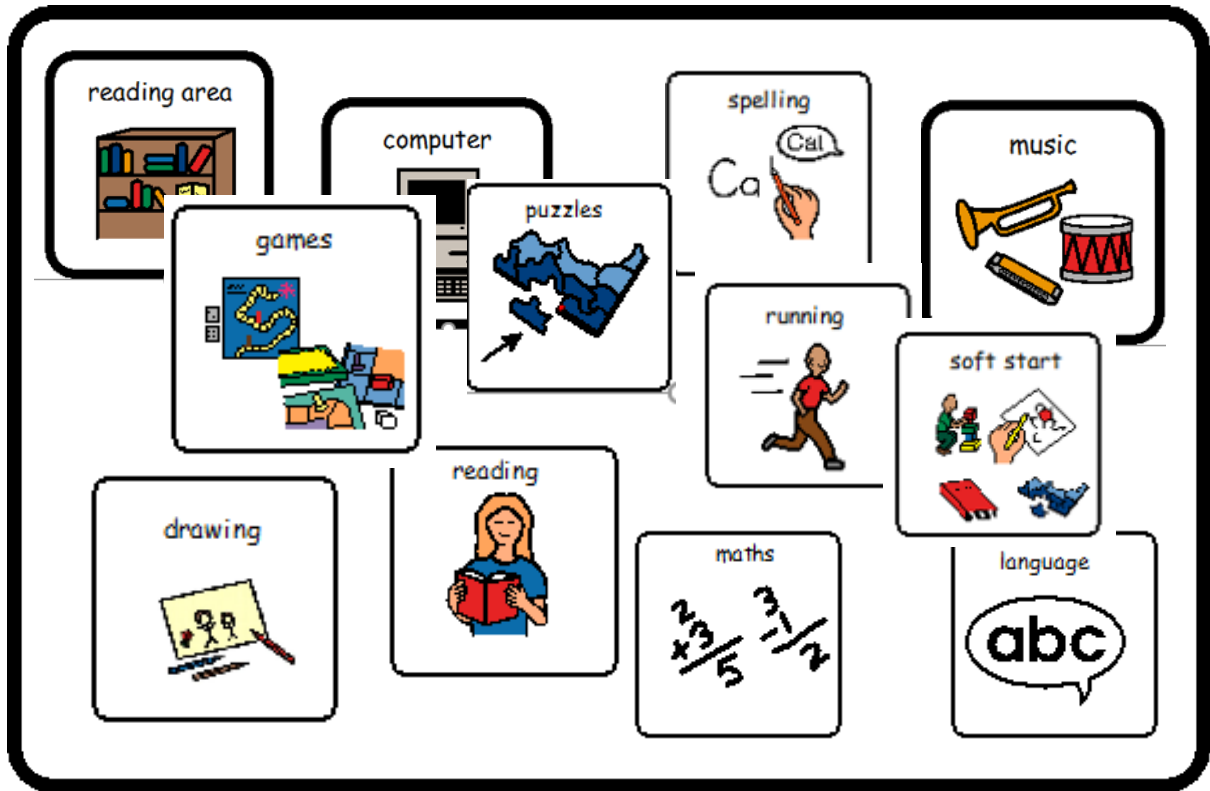 reading area
computer
spelling
Cal
Ca
music
games
puzzles
running
soft start
drawing
reading
maths
2
+3
5
3
-1
2
language
abc